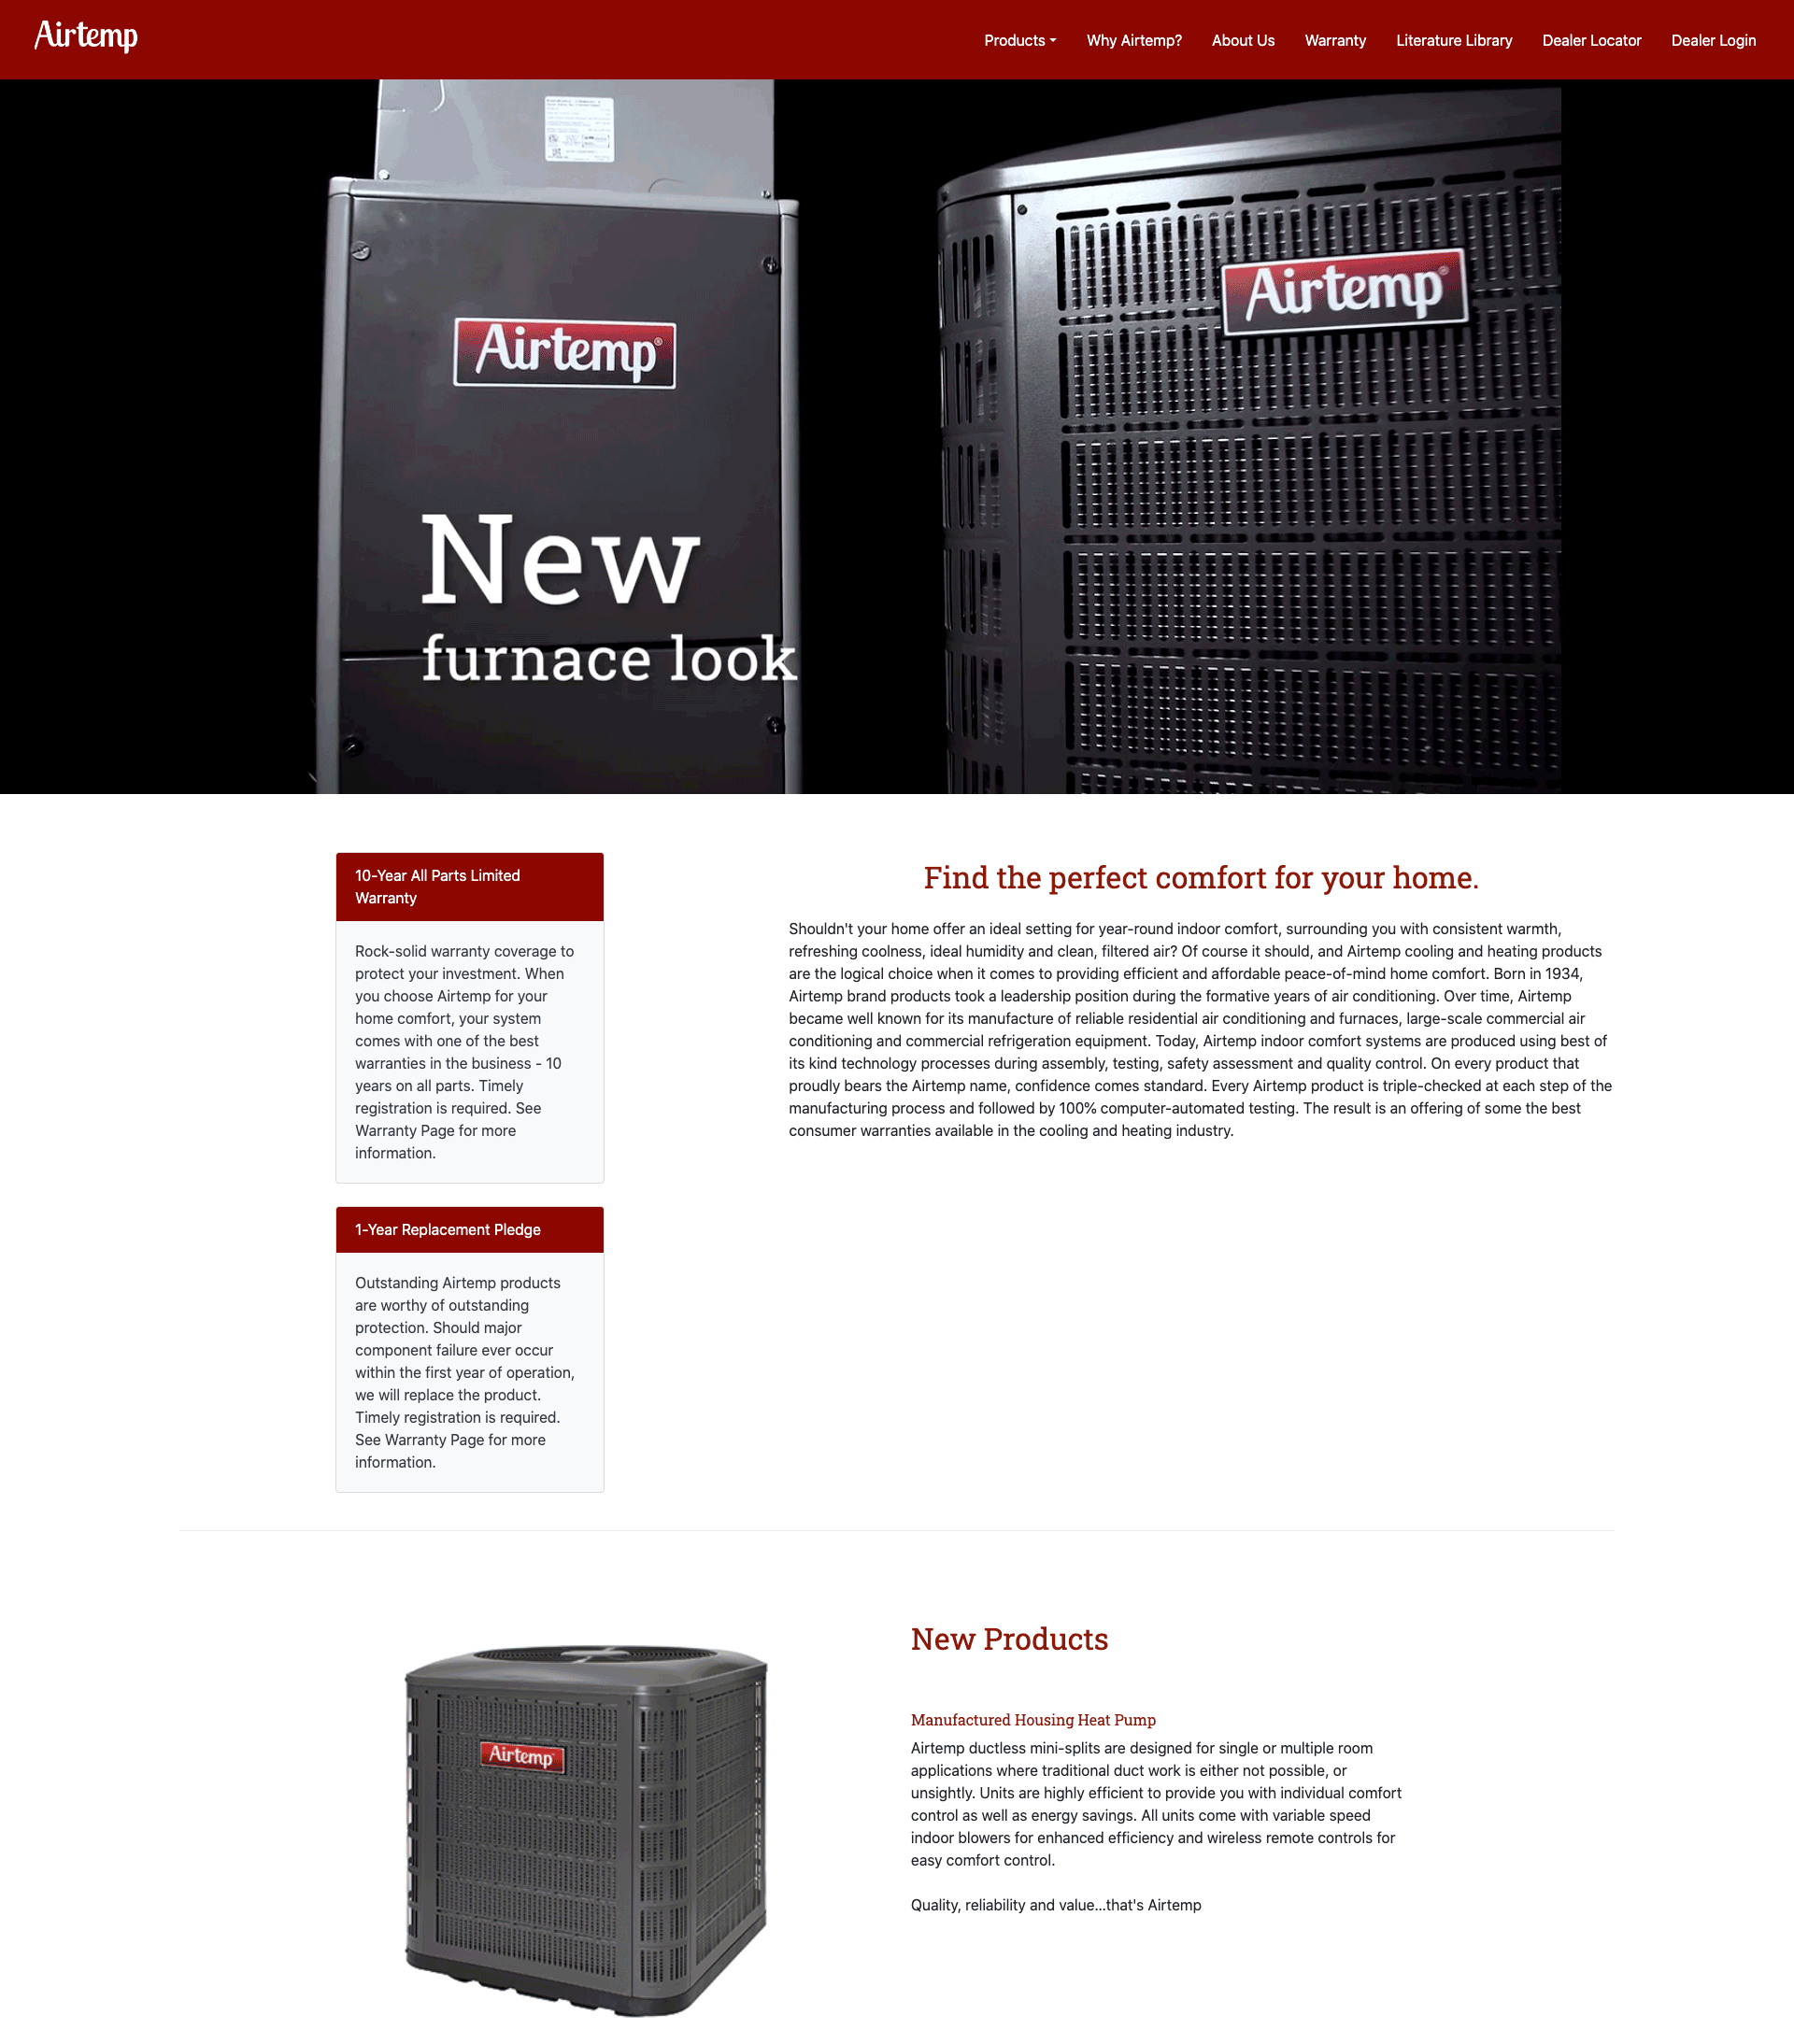 Airtemp
Products
Why Airtemp?
About Us
Warranty
Literature Library
Dealer Locator
Dealer Login
Airtemp®
Airtemp®
New
furnace look
10-Year All Parts Limited
Warranty
Rock-solid warranty coverage to
protect your investment. When
you choose Airtemp for your
home comfort, your system
comes with one of the best
warranties in the business - 10
years on all parts. Timely
registration is required. See
Warranty Page for more
information.
1-Year Replacement Pledge
Outstanding Airtemp products
are worthy of outstanding
protection. Should major
component failure ever occur
within the first year of operation,
we will replace the product.
Timely registration is required.
See Warranty Page for more
information.
Find the perfect comfort for your home.
Shouldn't your home offer an ideal setting for year-round indoor comfort, surrounding you with consistent warmth,
refreshing coolness, ideal humidity and clean, filtered air? Of course it should, and Airtemp cooling and heating products
are the logical choice when it comes to providing efficient and affordable peace-of-mind home comfort. Born in 1934,
Airtemp brand products took a leadership position during the formative years of air conditioning. Over time, Airtemp
became well known for its manufacture of reliable residential air conditioning and furnaces, large-scale commercial air
conditioning and commercial refrigeration equipment. Today, Airtemp indoor comfort systems are produced using best of
its kind technology processes during assembly, testing, safety assessment and quality control. On every product that
proudly bears the Airtemp name, confidence comes standard. Every Airtemp product is triple-checked at each step of the
manufacturing process and followed by 100% computer-automated testing. The result is an offering of some the best
consumer warranties available in the cooling and heating industry.
Airtemp
New Products
Manufactured Housing Heat Pump
Airtemp ductless mini-splits are designed for single or multiple room
applications where traditional duct work is either not possible, or
unsightly. Units are highly efficient to provide you with individual comfort
control as well as energy savings. All units come with variable speed
indoor blowers for enhanced efficiency and wireless remote controls for
easy comfort control.
Quality, reliability and value...that's Airtemp